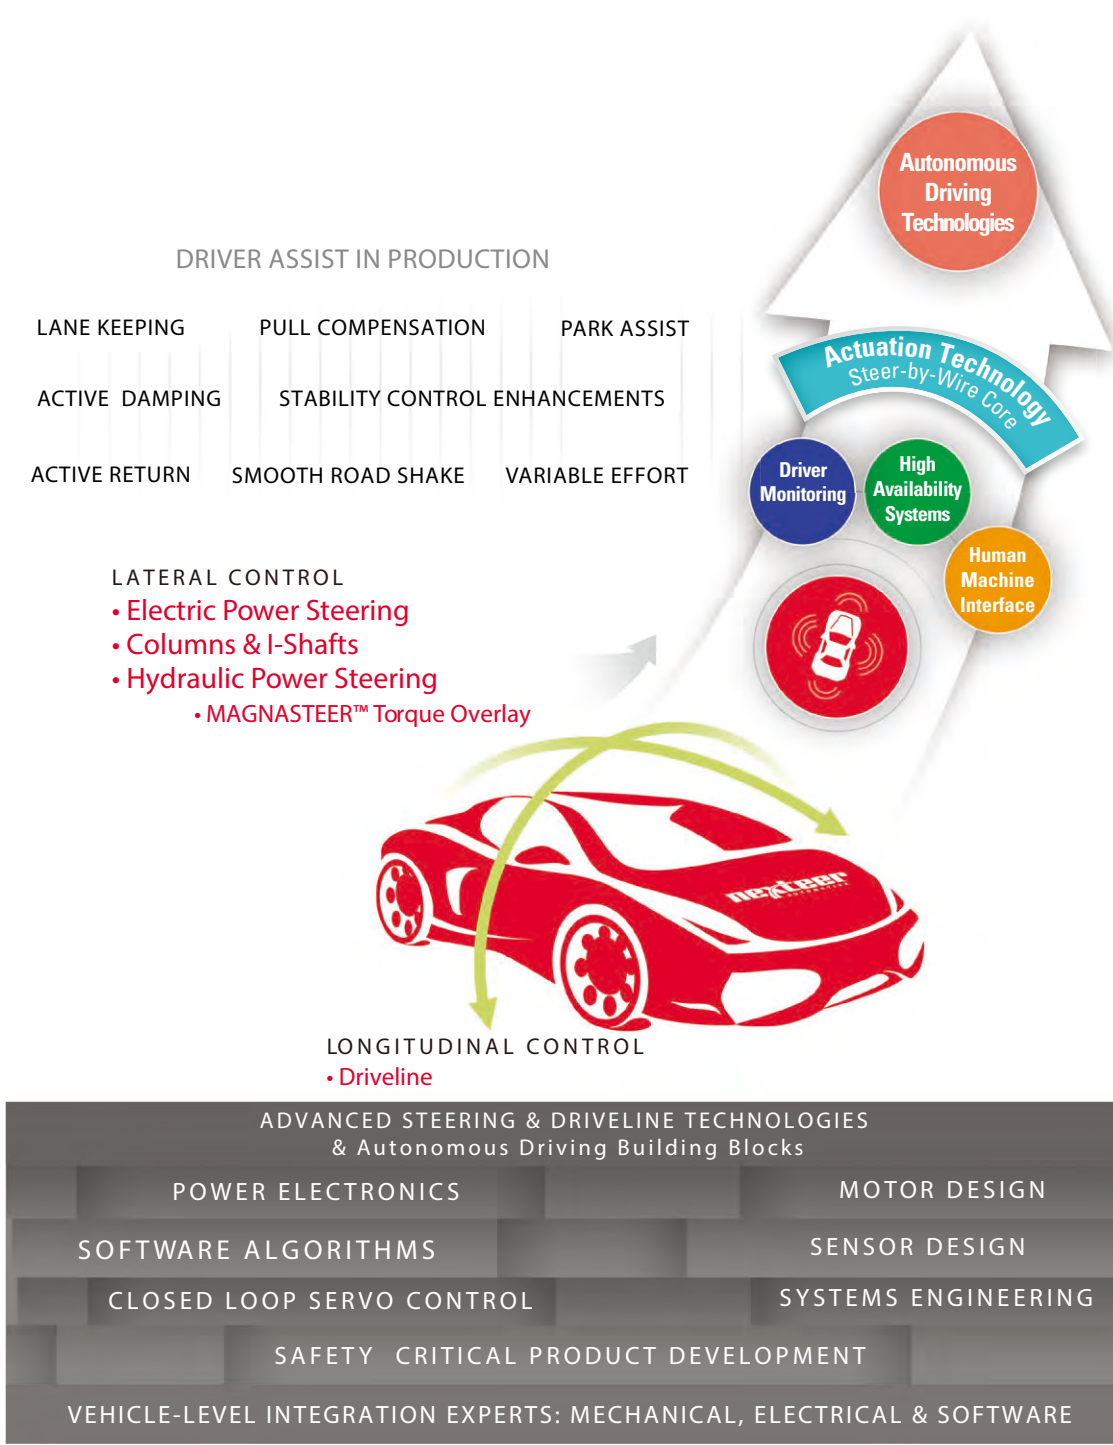 Autonomous
Driving
Technologies
DRIVER ASSIST IN PRODUCTION
LANE KEEPING
PULL COMPENSATION
PARK ASSIST
Actuation Technology
Steer-by-Wire Core
ACTIVE DAMPING
STABILITY CONTROL ENHANCEMENTS
ACTIVE RETURN
SMOOTH ROAD SHAKE
VARIABLE EFFORT
Driver
Monitoring
High
Availability
Systems
Human
Machine
Interface
LATERAL CONTROL
• Electric Power Steering
• Columns & I-Shafts
• Hydraulic Power Steering
• MAGNASTEER™ Torque Overlay
nexteer
AUTOMOTIVE
LONGITUDINAL CONTROL
• Driveline
ADVANCED STEERING & DRIVELINE TECHNOLOGIES
& Autonomous Driving Building Blocks
POWER ELECTRONICS
MOTOR DESIGN
SOFTWARE ALGORITHMS
SENSOR DESIGN
CLOSED LOOP SERVO CONTROL
SYSTEMS ENGINEERING
SAFETY CRITICAL PRODUCT DEVELOPMENT
VEHICLE-LEVEL INTEGRATION EXPERTS: MECHANICAL, ELECTRICAL & SOFTWARE